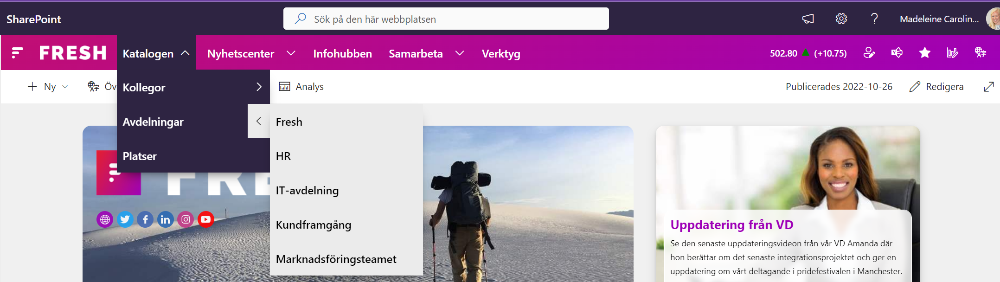 SharePoint
Sök på den här webbplatsen
Madeleine Carolin...
FRESH
Katalogen
Nyhetscenter
Infohubben
Samarbeta
Verktyg
502.80
(+10.75)
Ny
Öv
Analys
Publicerades 2022-10-26
Redigera
Kollegor
Avdelningar
Platser
Fresh
HR
IT-avdelning
Kundframgång
Marknadsföringsteamet
FRE
Uppdatering från VD
Se den senaste uppdateringsvideon från vår VD Amanda där
hon berättar om det senaste integrationsprojektet och ger en
uppdatering om vårt deltagande i pridefestivalen i Manchester.